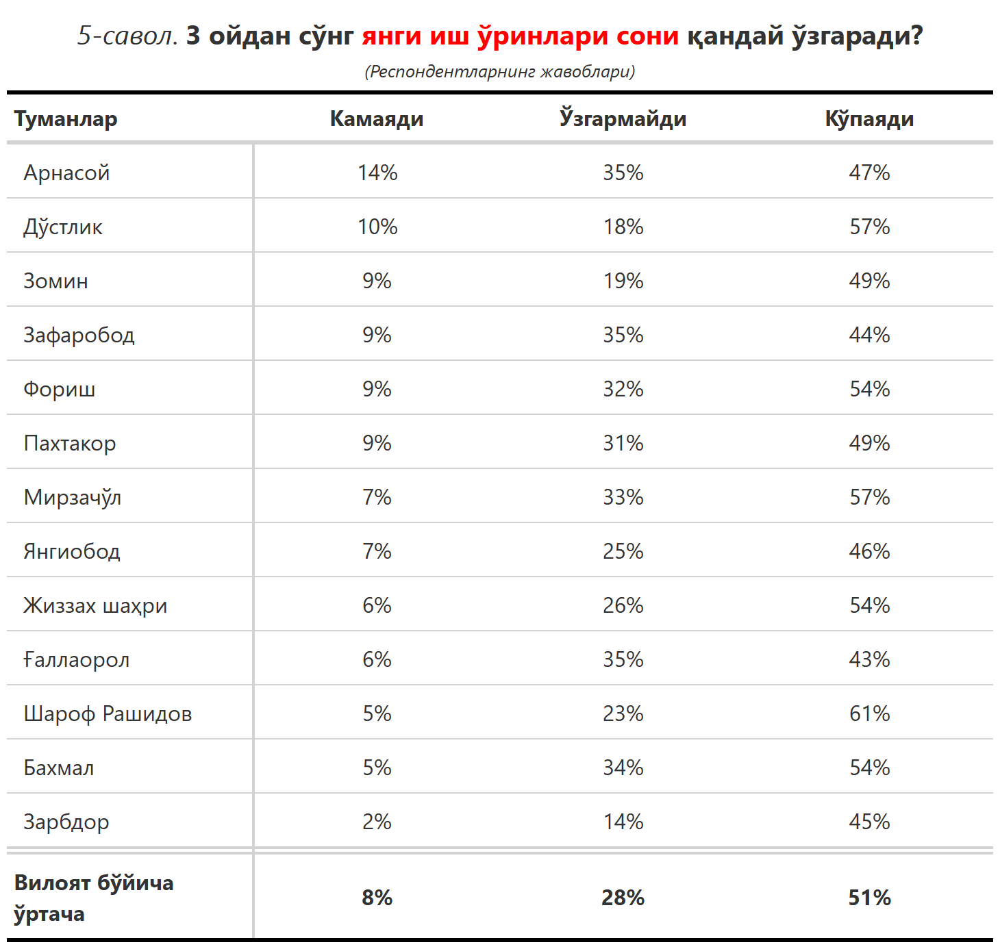 5-савол. 3 ойдан сўнг янги иш ўринлари сони қандай ўзгаради?
(Респондентларнинг жавоблари)
Туманлар Камаяди Ўзгармайди Кўпаяди
Арнасой 14% 35% 47%
Дўстлик 10% 18% 57%
Зомин 9% 19% 49%
Зафаробод 9% 35% 44%
Фориш 9% 32% 54%
Пахтакор 9% 31% 49%
Мирзачўл 7% 33% 57%
Янгиобод 7% 25% 46%
Жиззах шаҳри 6% 26% 54%
Ғаллаорол 6% 35% 43%
Шароф Рашидов 5% 23% 61%
Бахмал 5% 34% 54%
Зарбдор 2% 14% 45%
Вилоят бўйича
ўртача 8% 28% 51%